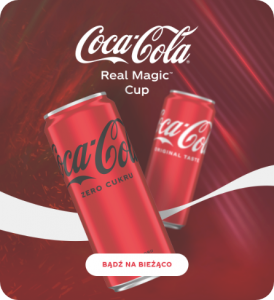 Coca-Cola
Real Magic™
Cup
Coca-Cola
ORIGINAL TASTE
Coca-Cola
ZERO CUKRU
BĄDŹ NA BIEŻĄCO